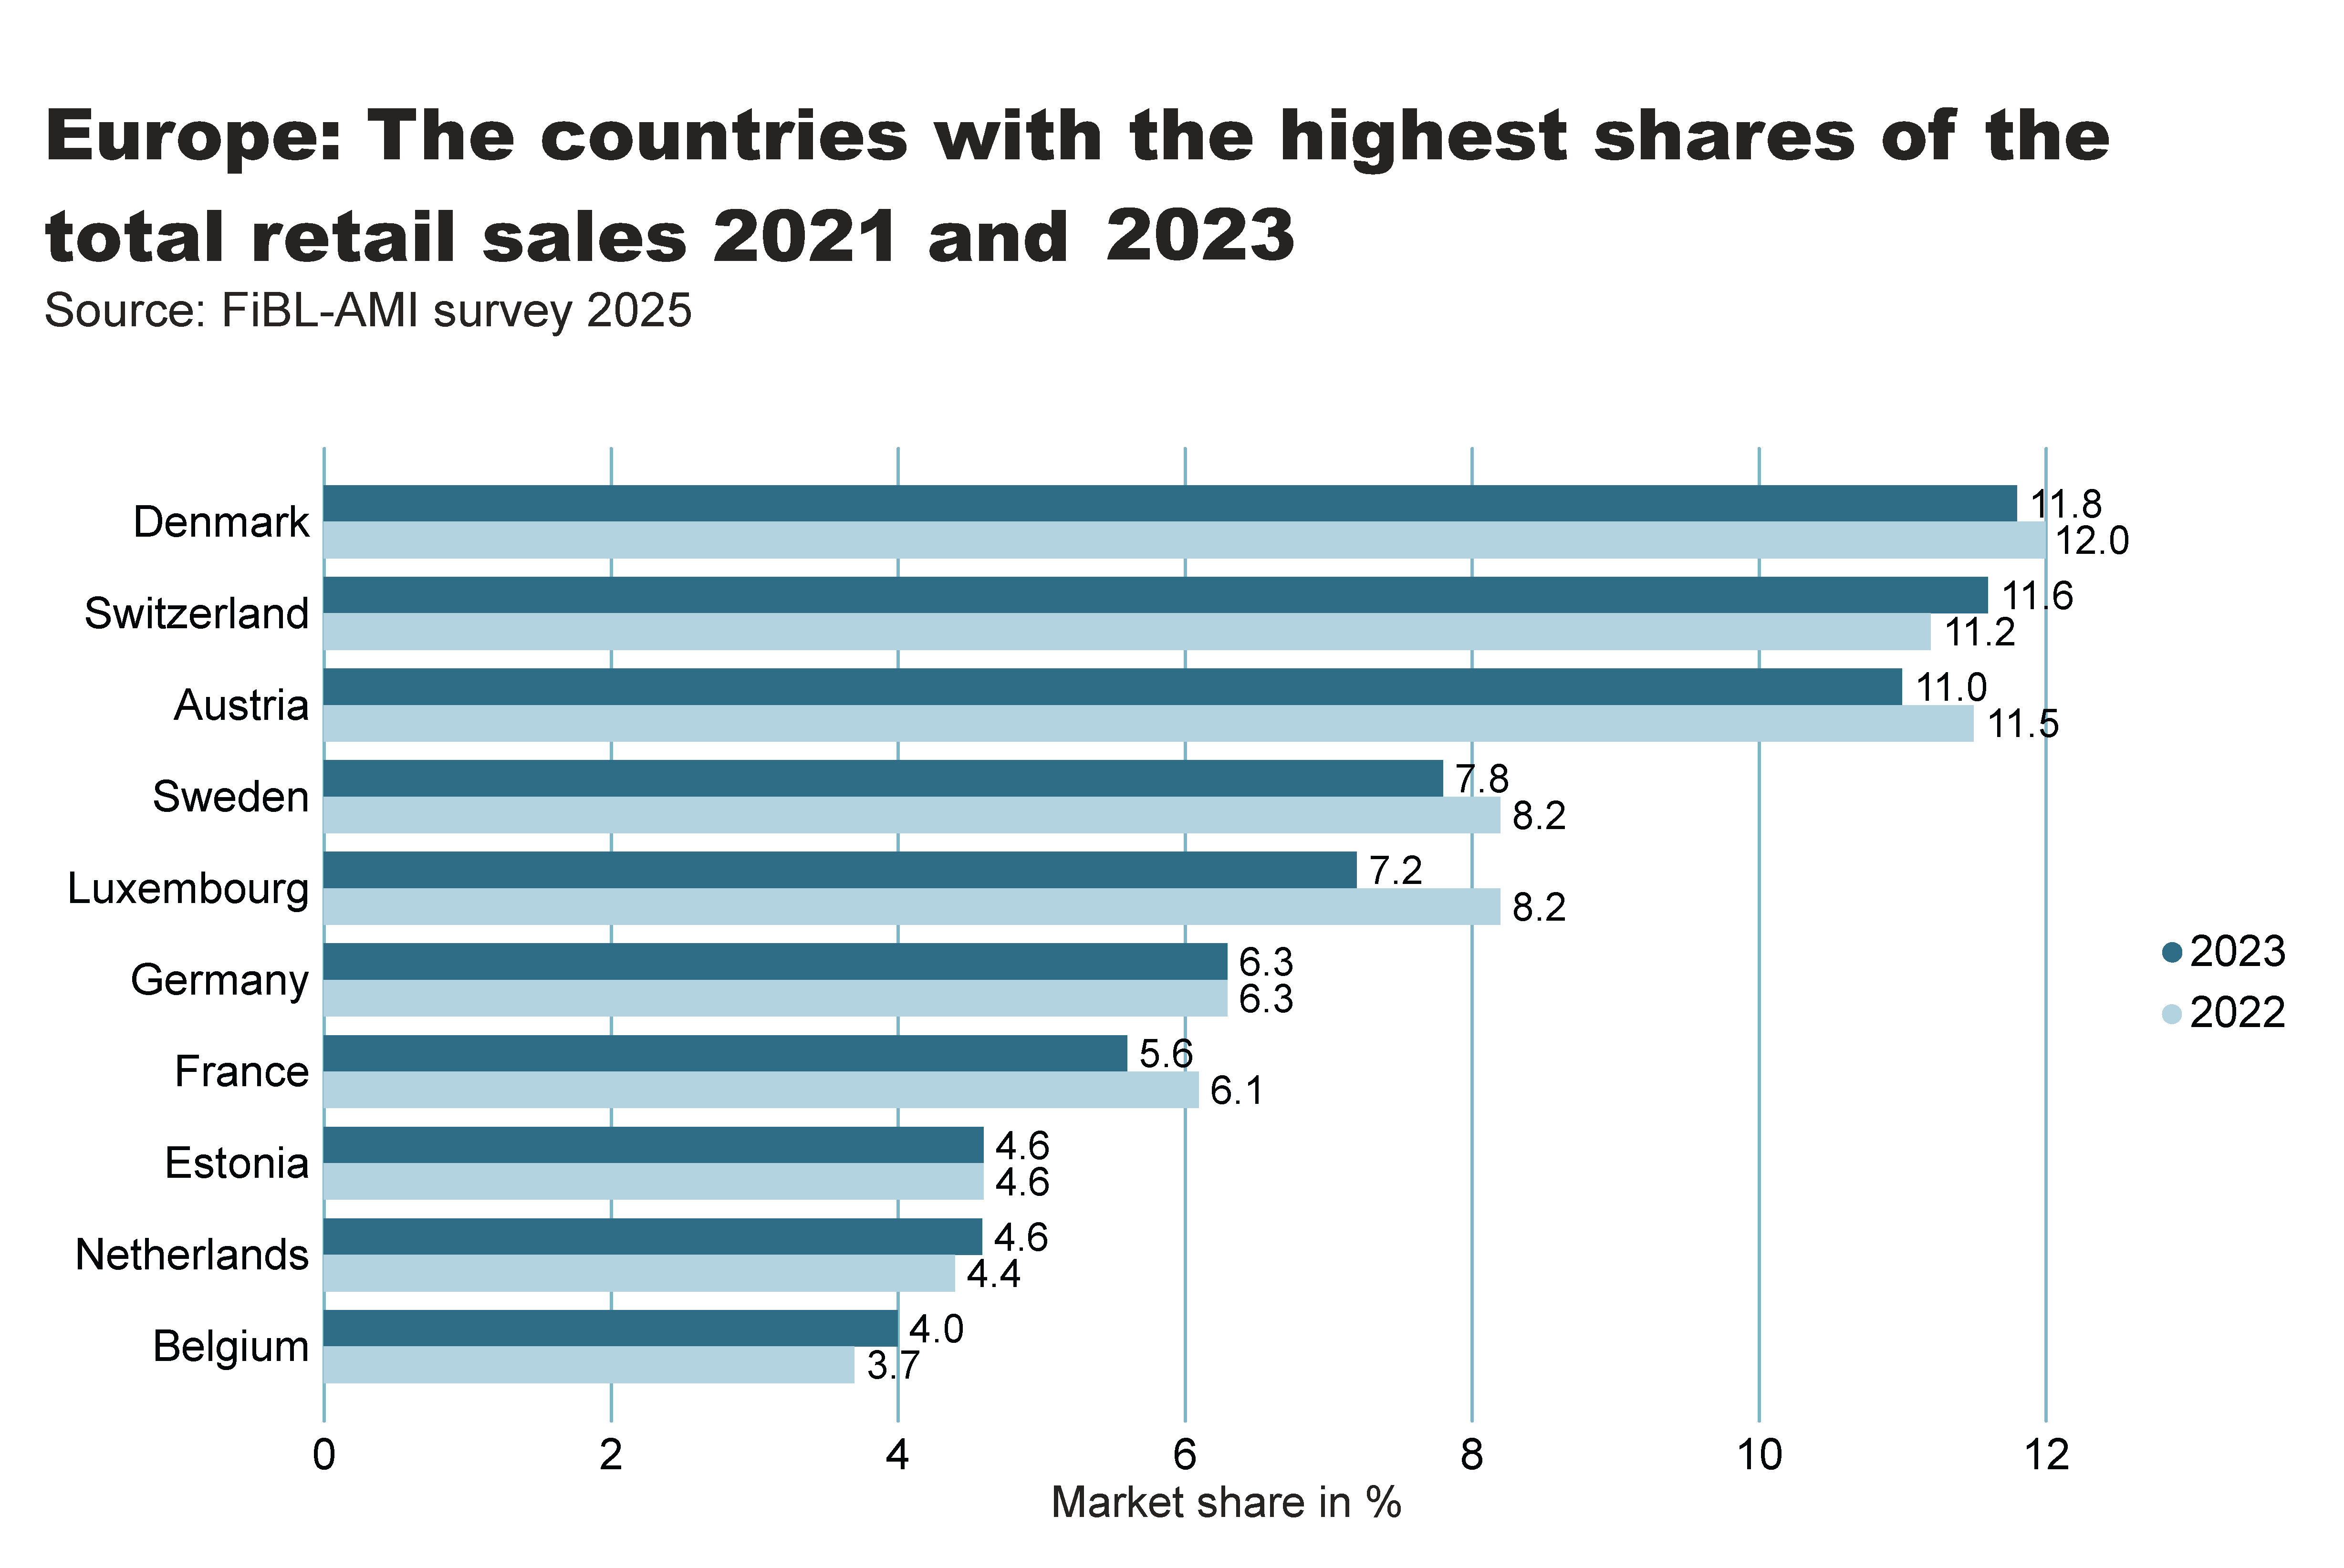 Europe: The countries with the highest shares of the
total retail sales 2021 and 2023
Source: FiBL-AMI survey 2025
Denmark
11.8
12.0
Switzerland
11.6
11.2
Austria
11.0
11.5
Sweden
7.8
8.2
Luxembourg
7.2
8.2
Germany
6.3
6.3
France
5.6
6.1
Estonia
4.6
4.6
Netherlands
4.6
4.4
Belgium
4.0
3.7
2023
2022
0 2 4 6 8 10 12
Market share in %